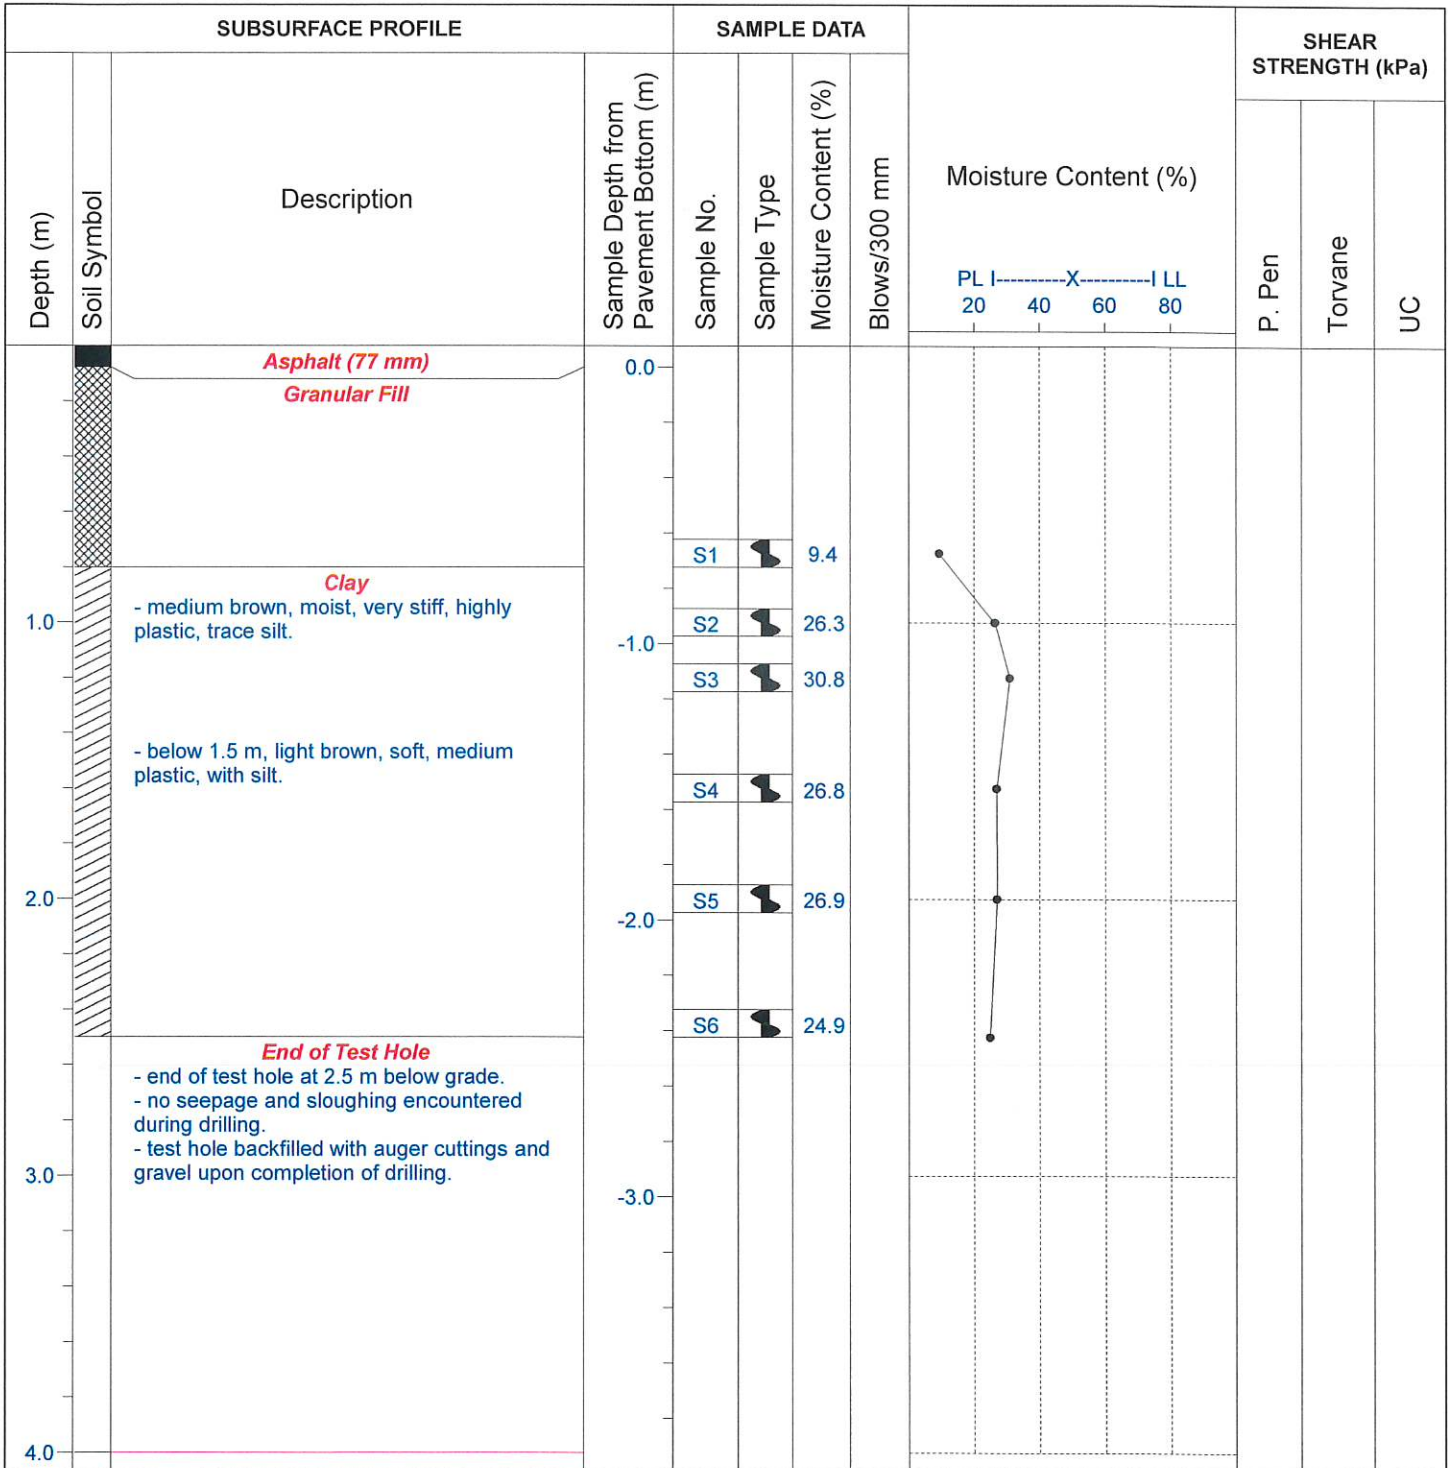 SUBSURFACE PROFILE
SAMPLE DATA
SHEAR
STRENGTH (kPa)
Depth (m)
Soil Symbol
Description
Sample Depth from
Pavement Bottom (m)
Sample No.
Sample Type
Moisture Content (%)
Blows/300 mm
Moisture Content (%)
PL I----------X----------I LL
20 40 60 80
P. Pen
Torvane
UC
Asphalt (77 mm)
0.0
Granular Fill
S1 9.4
Clay
- medium brown, moist, very stiff, highly
plastic, trace silt.
1.0
S2 26.3
-1.0
S3 30.8
- below 1.5 m, light brown, soft, medium
plastic, with silt.
S4 26.8
2.0
S5 26.9
-2.0
S6 24.9
End of Test Hole
- end of test hole at 2.5 m below grade.
- no seepage and sloughing encountered
during drilling.
- test hole backfilled with auger cuttings and
gravel upon completion of drilling.
3.0
-3.0
4.0